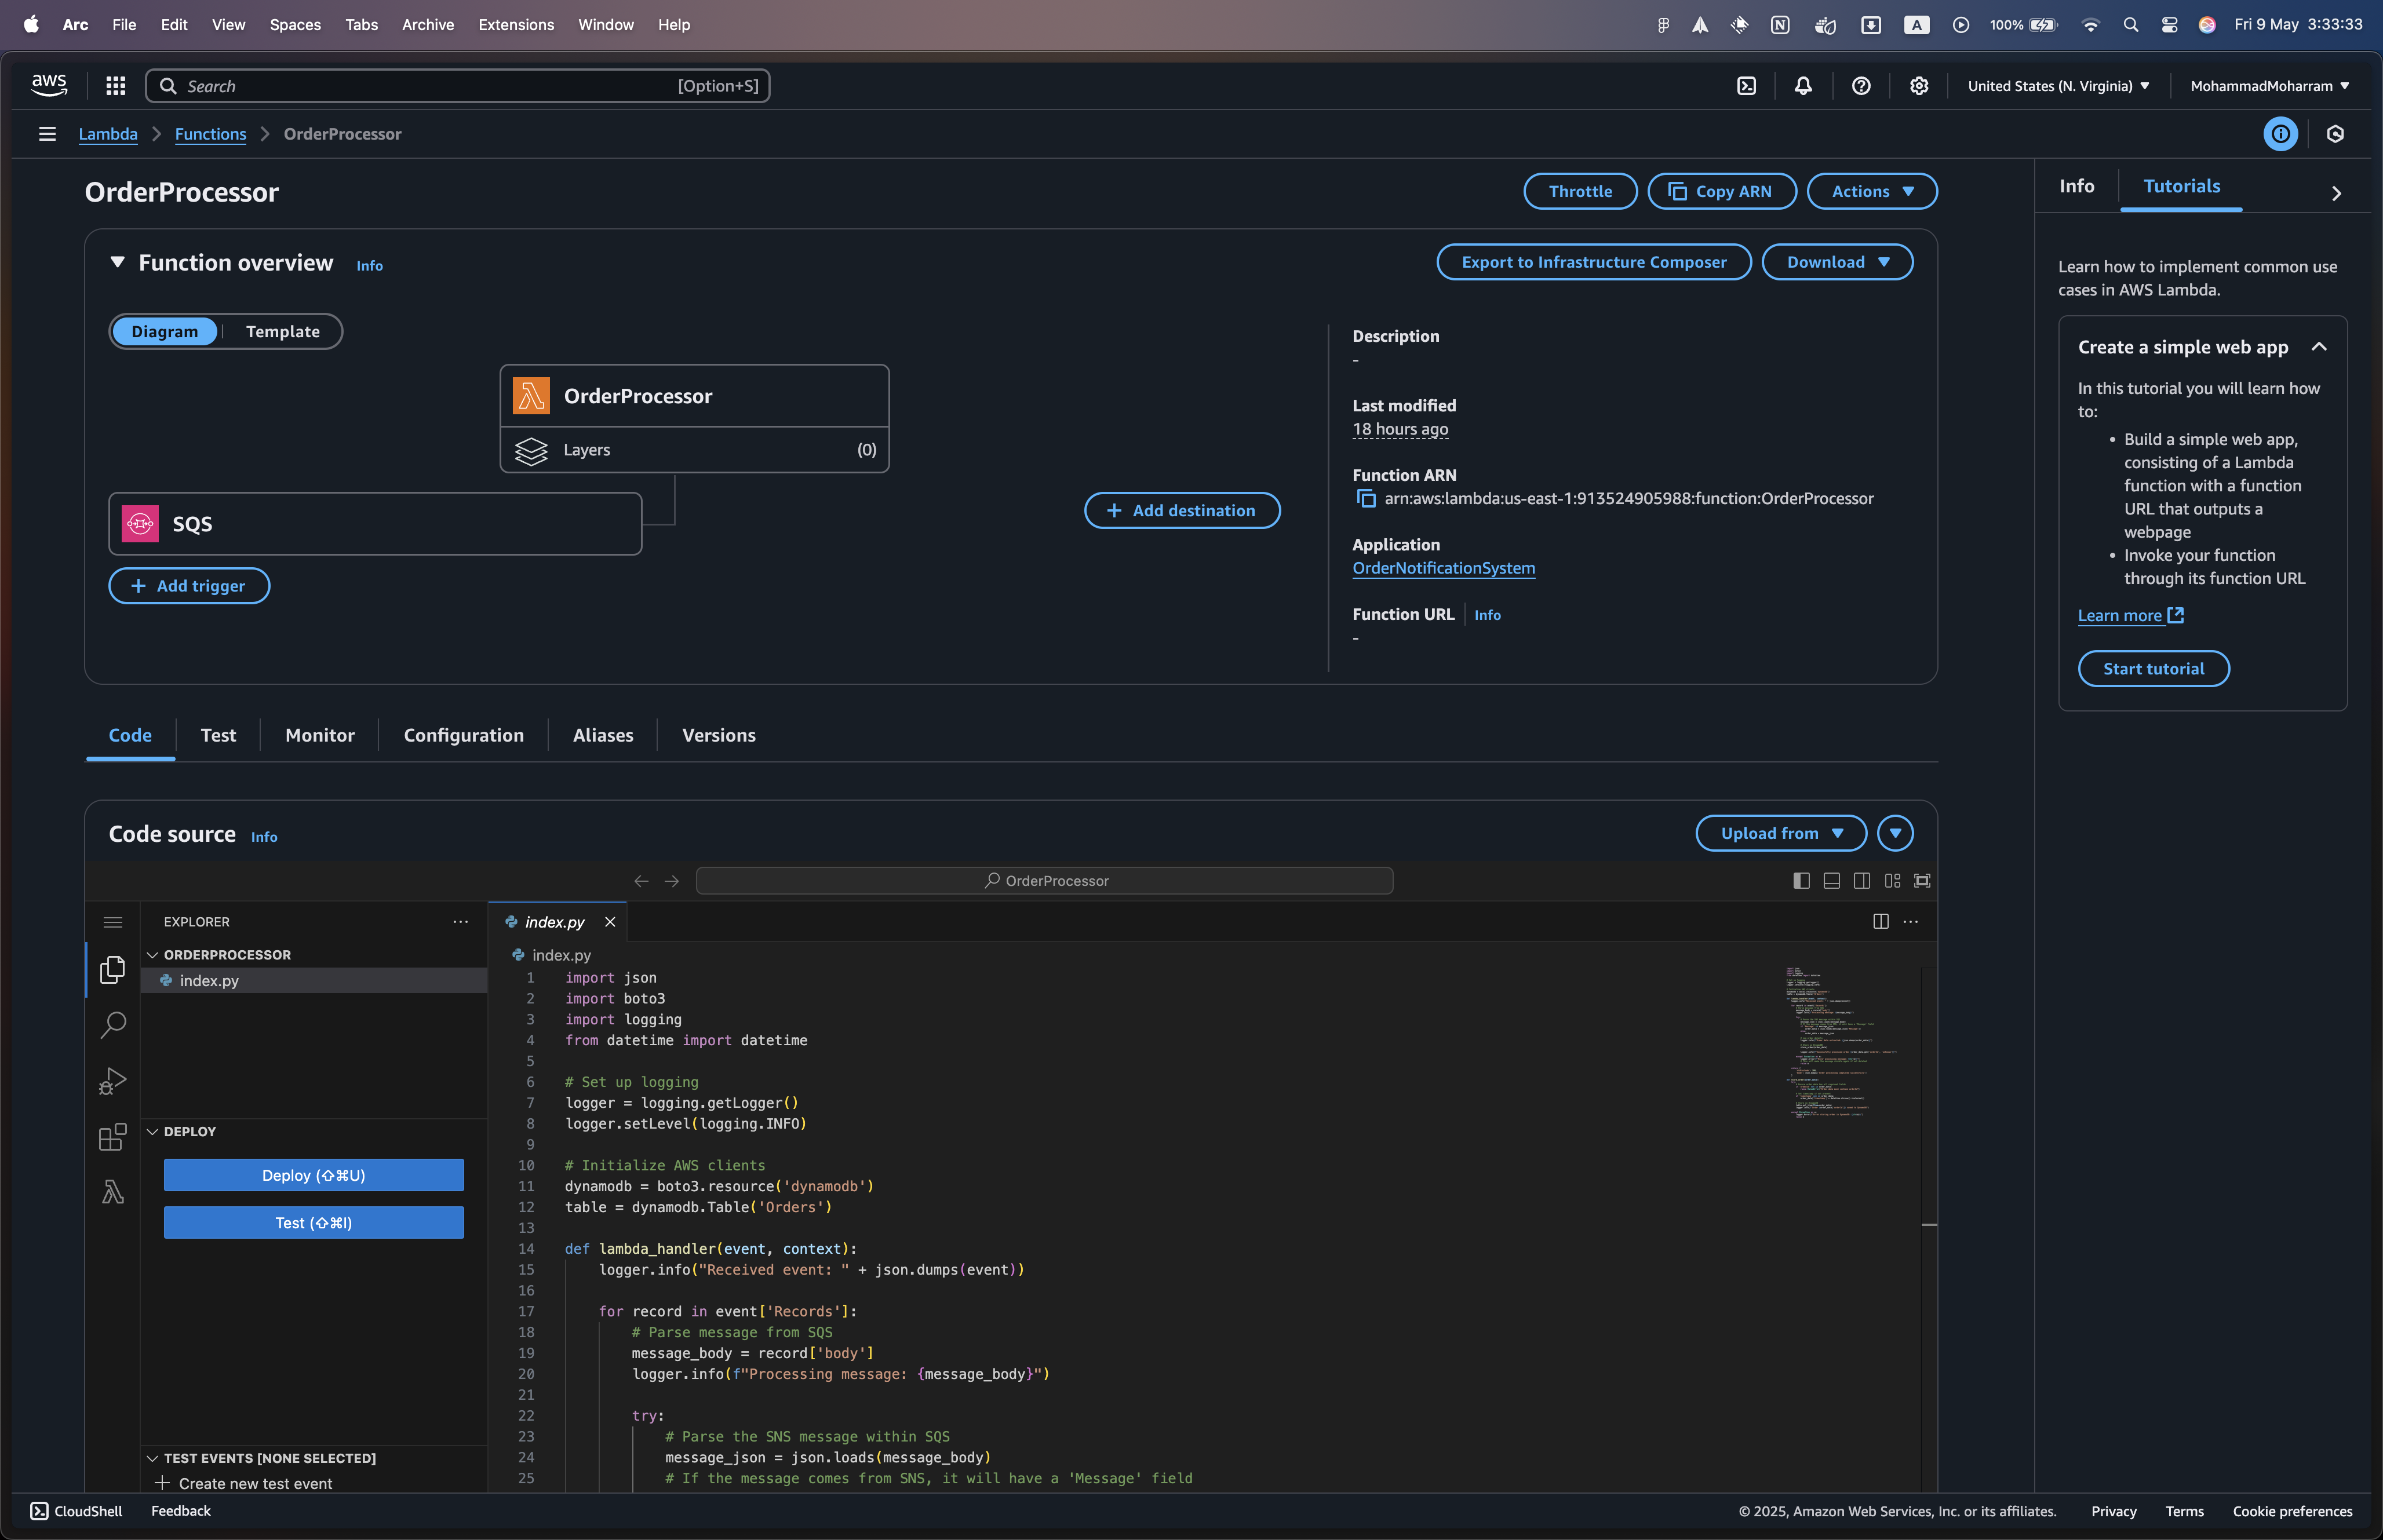 Arc File Edit View Spaces Tabs Archive Extensions Window Help
A 100% Fri 9 May 3:33:33
aws Search [Option+S] United States (N. Virginia) MohammadMoharram
Lambda Functions OrderProcessor
OrderProcessor
Throttle Copy ARN Actions
Function overview Info
Export to Infrastructure Composer Download
Diagram Template
OrderProcessor
Layers (0)
SQS
Add trigger
Add destination
Description
-
Last modified
18 hours ago
Function ARN
arn:aws:lambda:us-east-1:913524905988:function:OrderProcessor
Application
OrderNotificationSystem
Function URL Info
-
Info Tutorials
Learn how to implement common use
cases in AWS Lambda.
Create a simple web app
In this tutorial you will learn how
to:
• Build a simple web app,
consisting of a Lambda
function with a function
URL that outputs a
webpage
• Invoke your function
through its function URL
Learn more
Start tutorial
Code Test Monitor Configuration Aliases Versions
Code source Info
Upload from
OrderProcessor
EXPLORER
ORDERPROCESSOR
index.py
DEPLOY
Deploy (⇧⌘U)
Test (⇧⌘I)
TEST EVENTS [NONE SELECTED]
Create new test event
index.py
index.py
1 import json
2 import boto3
3 import logging
4 from datetime import datetime
5
6 # Set up logging
7 logger = logging.getLogger()
8 logger.setLevel(logging.INFO)
9
10 # Initialize AWS clients
11 dynamodb = boto3.resource('dynamodb')
12 table = dynamodb.Table('Orders')
13
14 def lambda_handler(event, context):
15 logger.info("Received event: " + json.dumps(event))
16
17 for record in event['Records']:
18 # Parse message from SQS
19 message_body = record['body']
20 logger.info(f"Processing message: {message_body}")
21
22 try:
23 # Parse the SNS message within SQS
24 message_json = json.loads(message_body)
25 # If the message comes from SNS, it will have a 'Message' field
CloudShell Feedback
© 2025, Amazon Web Services, Inc. or its affiliates. Privacy Terms Cookie preferences